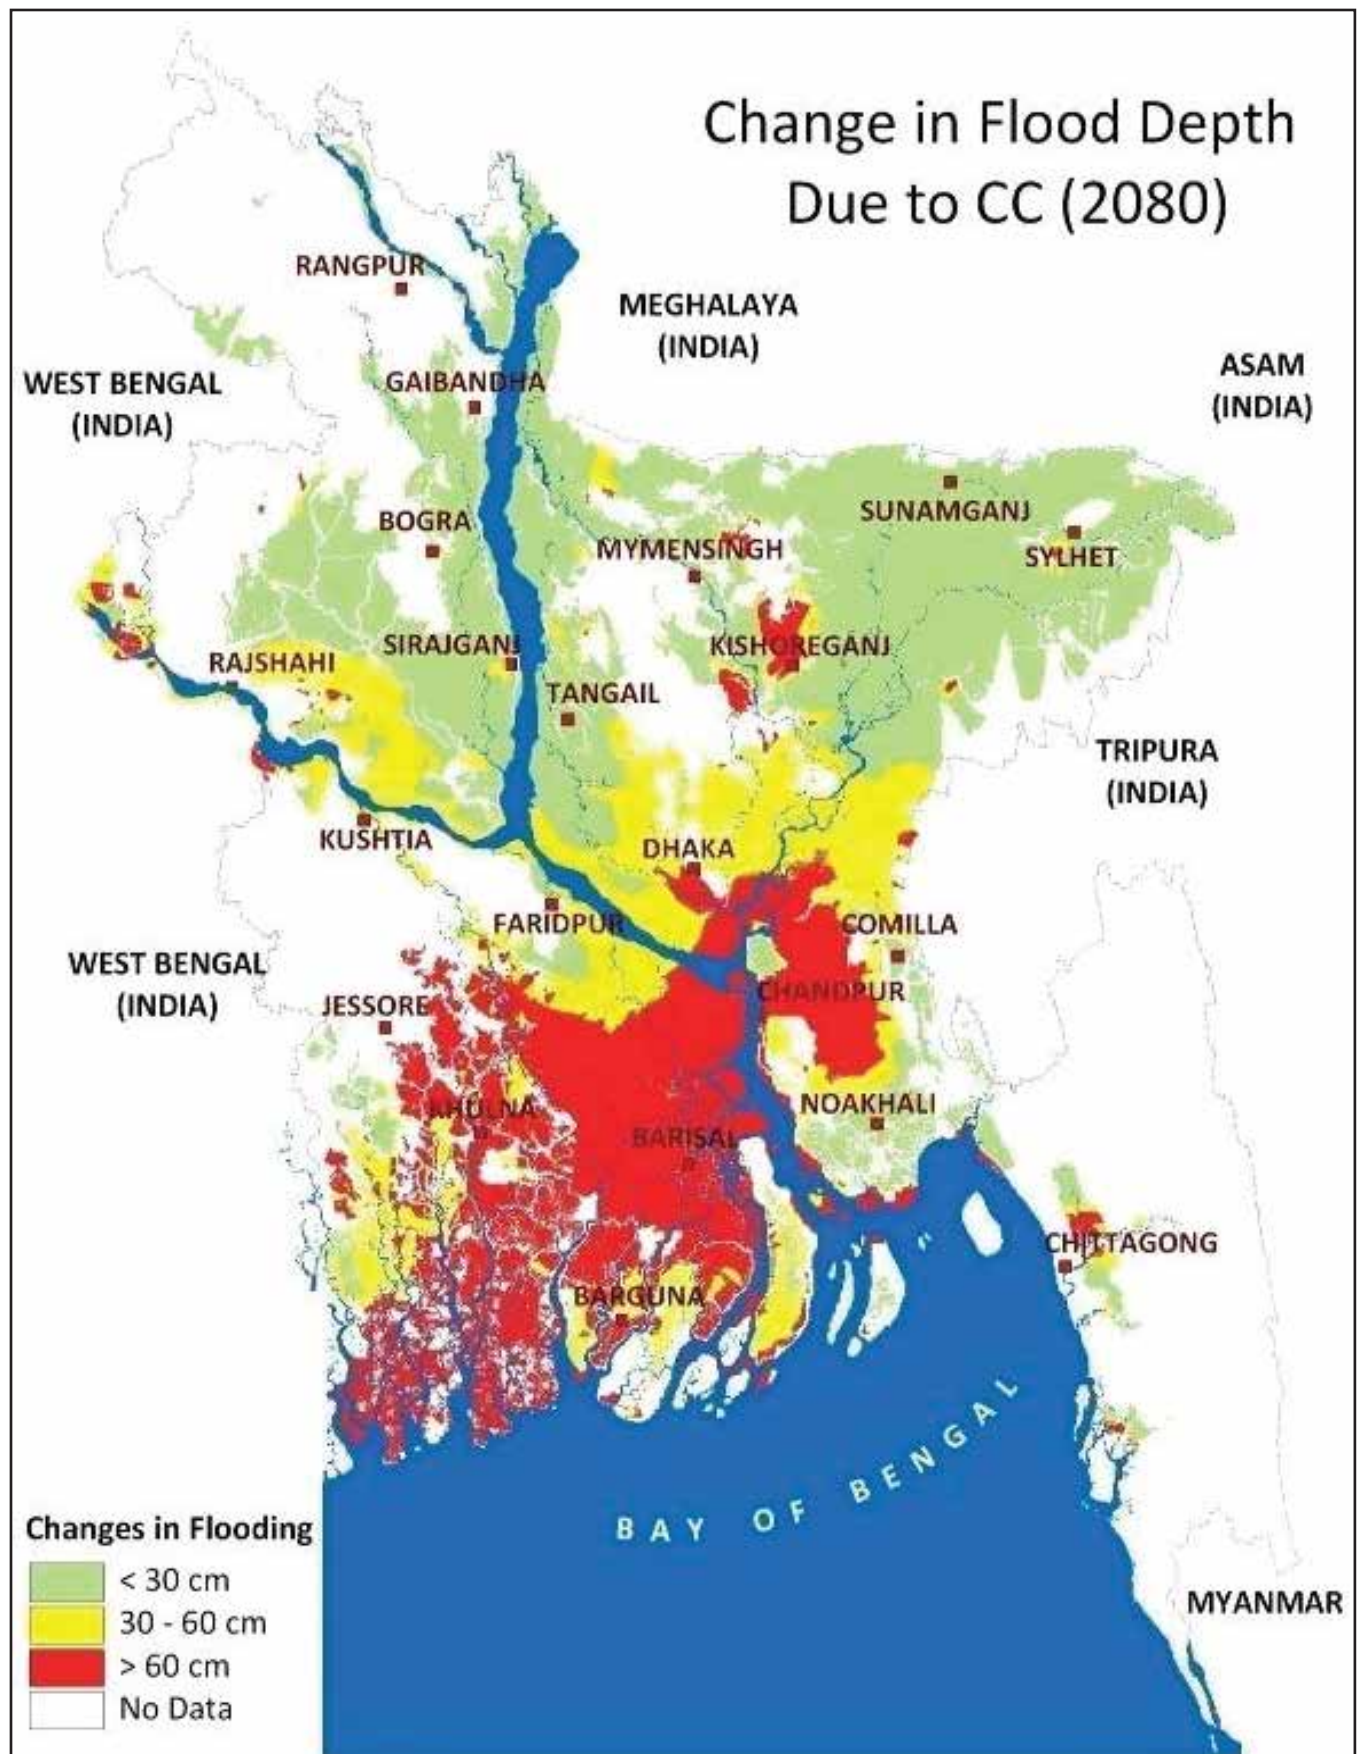 Change in Flood Depth
Due to CC (2080)
RANGPUR
MEGHALAYA
(INDIA)
ASAM
(INDIA)
WEST BENGAL
(INDIA)
GAIBANDHA
SUNAMGANJ
BOGRA
MYMENSINGH
SYLHET
SIRAJGANJ
KISHOREGANJ
RAJSHAHI
TANGAIL
TRIPURA
(INDIA)
KUSHTIA
DHAKA
FARIDPUR
COMILLA
WEST BENGAL
(INDIA)
CHANDPUR
JESSORE
KHULNA
NOAKHALI
BARISAL
CHITTAGONG
BARGUNA
BAY OF BENGAL
Changes in Flooding
< 30 cm
30 - 60 cm
> 60 cm
No Data
MYANMAR